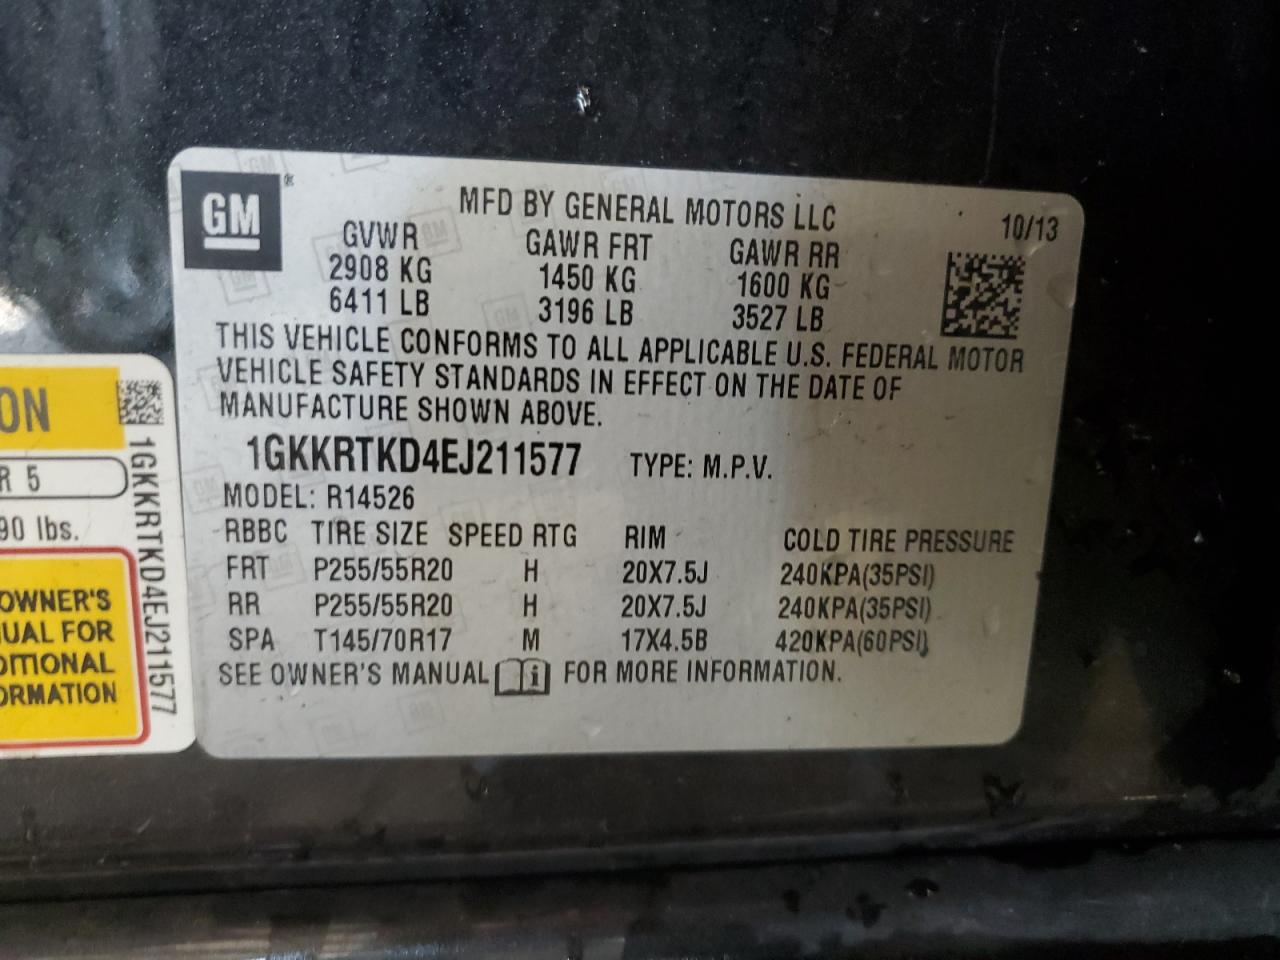 GM
MFD BY GENERAL MOTORS LLC
10/13
GVWR GAWR FRT GAWR RR
2908 KG 1450 KG 1600 KG
6411 LB 3196 LB 3527 LB
THIS VEHICLE CONFORMS TO ALL APPLICABLE U.S. FEDERAL MOTOR
VEHICLE SAFETY STANDARDS IN EFFECT ON THE DATE OF
MANUFACTURE SHOWN ABOVE.
1GKKRTKD4EJ211577 TYPE: M.P.V.
MODEL: R14526
RBBC TIRE SIZE SPEED RTG RIM COLD TIRE PRESSURE
FRT P255/55R20 H 20X7.5J 240KPA(35PSI)
RR P255/55R20 H 20X7.5J 240KPA(35PSI)
SPA T145/70R17 M 17X4.5B 420KPA(60PSI)
SEE OWNER'S MANUAL FOR MORE INFORMATION.
ON
R 5
90 lbs.
OWNER'S
UAL FOR
DITIONAL
ORMATION
1GKKRTKD4EJ211577